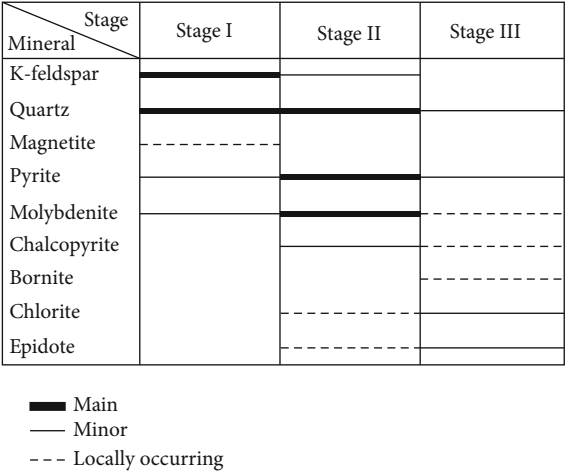 Stage
Mineral
Stage I
Stage II
Stage III
K-feldspar
Quartz
Magnetite
Pyrite
Molybdenite
Chalcopyrite
Bornite
Chlorite
Epidote
Main
Minor
Locally occurring